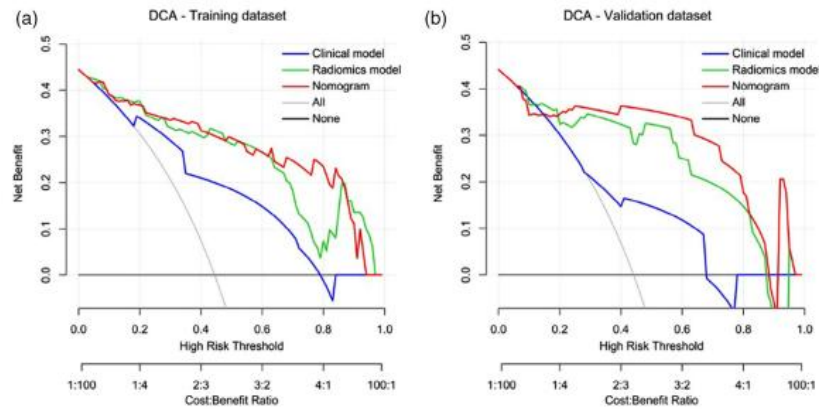 (a)
DCA - Training dataset
Clinical model
Radiomics model
Nomogram
All
None
Net Benefit
0.5
0.4
0.3
0.2
0.1
0.0
0.0 0.2 0.4 0.6 0.8 1.0
High Risk Threshold
1:100 1:4 2:3 3:2 4:1 100:1
Cost:Benefit Ratio
(b)
DCA - Validation dataset
Clinical model
Radiomics model
Nomogram
All
None
Net Benefit
0.5
0.4
0.3
0.2
0.1
0.0
0.0 0.2 0.4 0.6 0.8 1.0
High Risk Threshold
1:100 1:4 2:3 3:2 4:1 100:1
Cost:Benefit Ratio